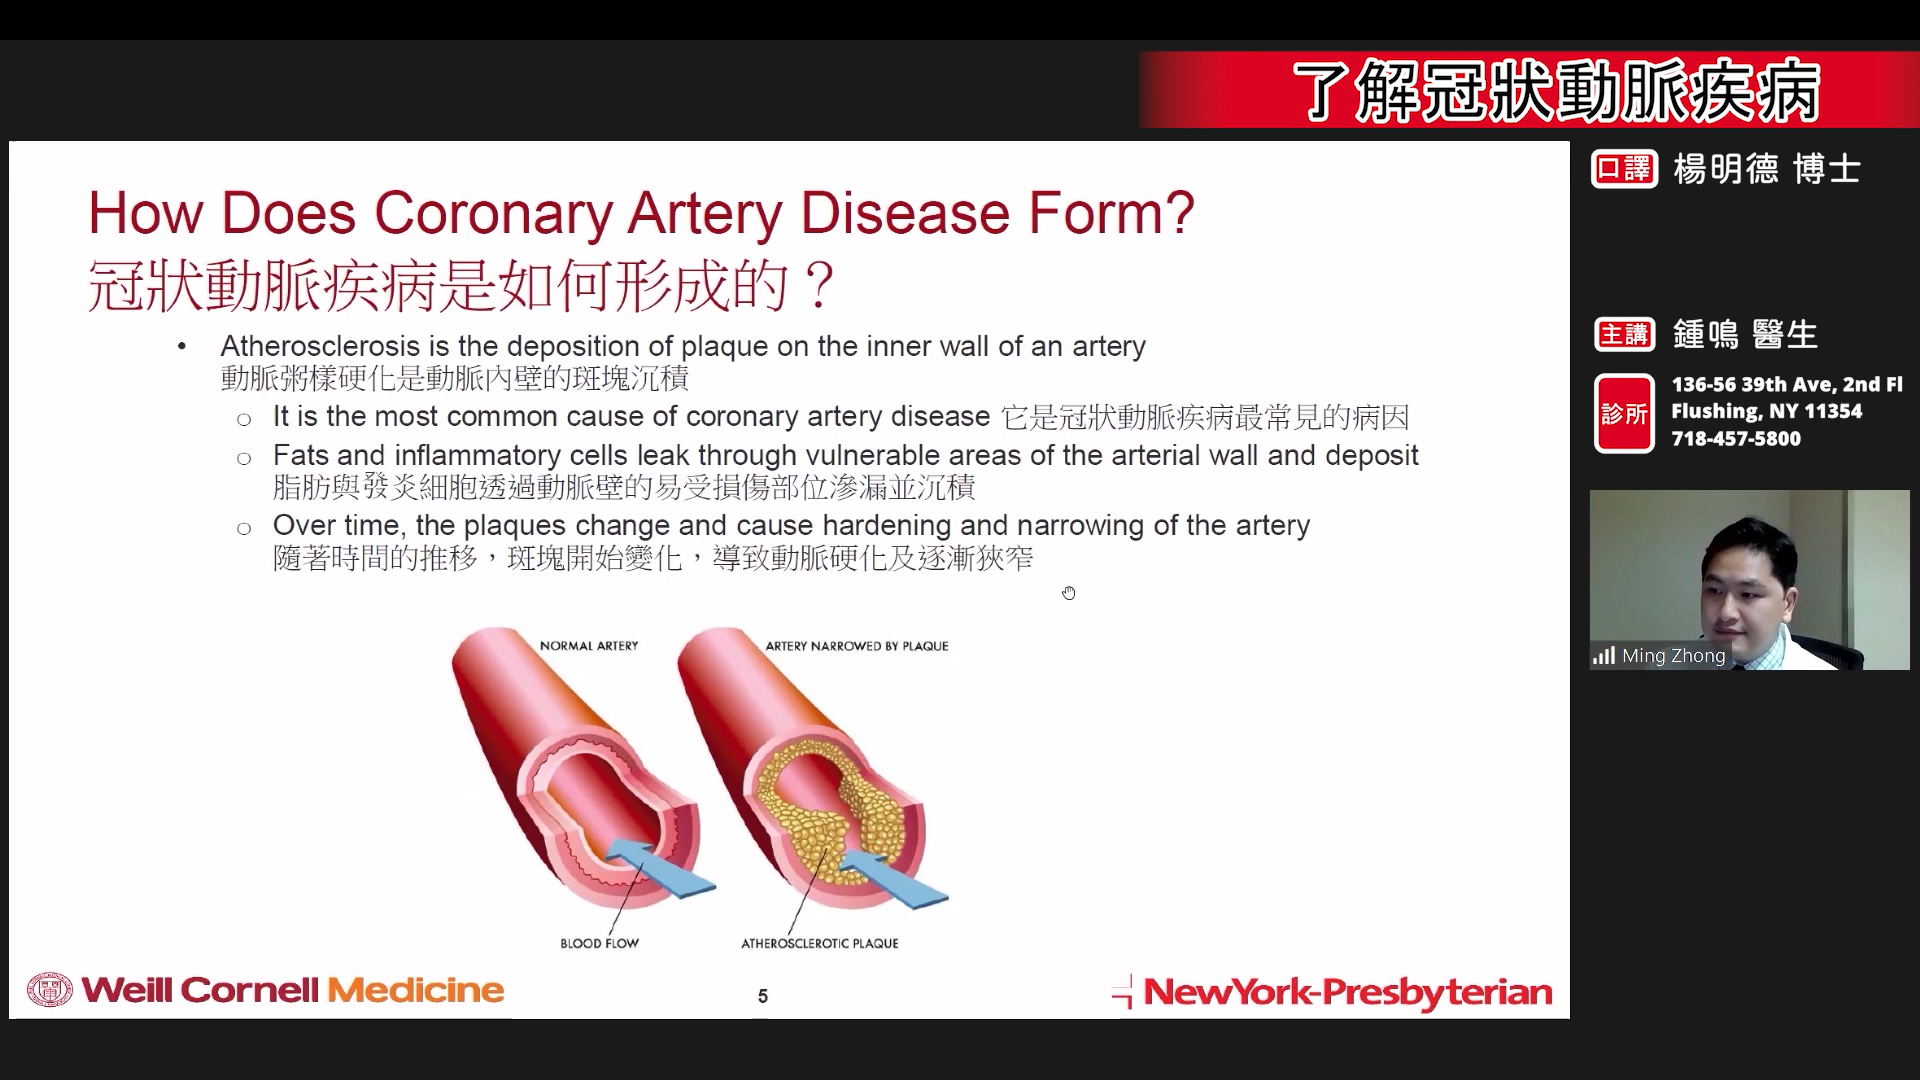 了解冠狀動脈疾病
口譯 楊明德 博士
主講 鍾鳴 醫生
診所
136-56 39th Ave, 2nd Fl
Flushing, NY 11354
718-457-5800
Ming Zhong
How Does Coronary Artery Disease Form?
冠狀動脈疾病是如何形成的？
• Atherosclerosis is the deposition of plaque on the inner wall of an artery
動脈粥樣硬化是動脈內壁的斑塊沉積
o It is the most common cause of coronary artery disease 它是冠狀動脈疾病最常見的病因
o Fats and inflammatory cells leak through vulnerable areas of the arterial wall and deposit
脂肪與發炎細胞透過動脈壁的易受損傷部位滲漏並沉積
o Over time, the plaques change and cause hardening and narrowing of the artery
隨著時間的推移，斑塊開始變化，導致動脈硬化及逐漸狹窄
NORMAL ARTERY
ARTERY NARROWED BY PLAQUE
BLOOD FLOW
ATHEROSCLEROTIC PLAQUE
Weill Cornell Medicine
5
NewYork-Presbyterian